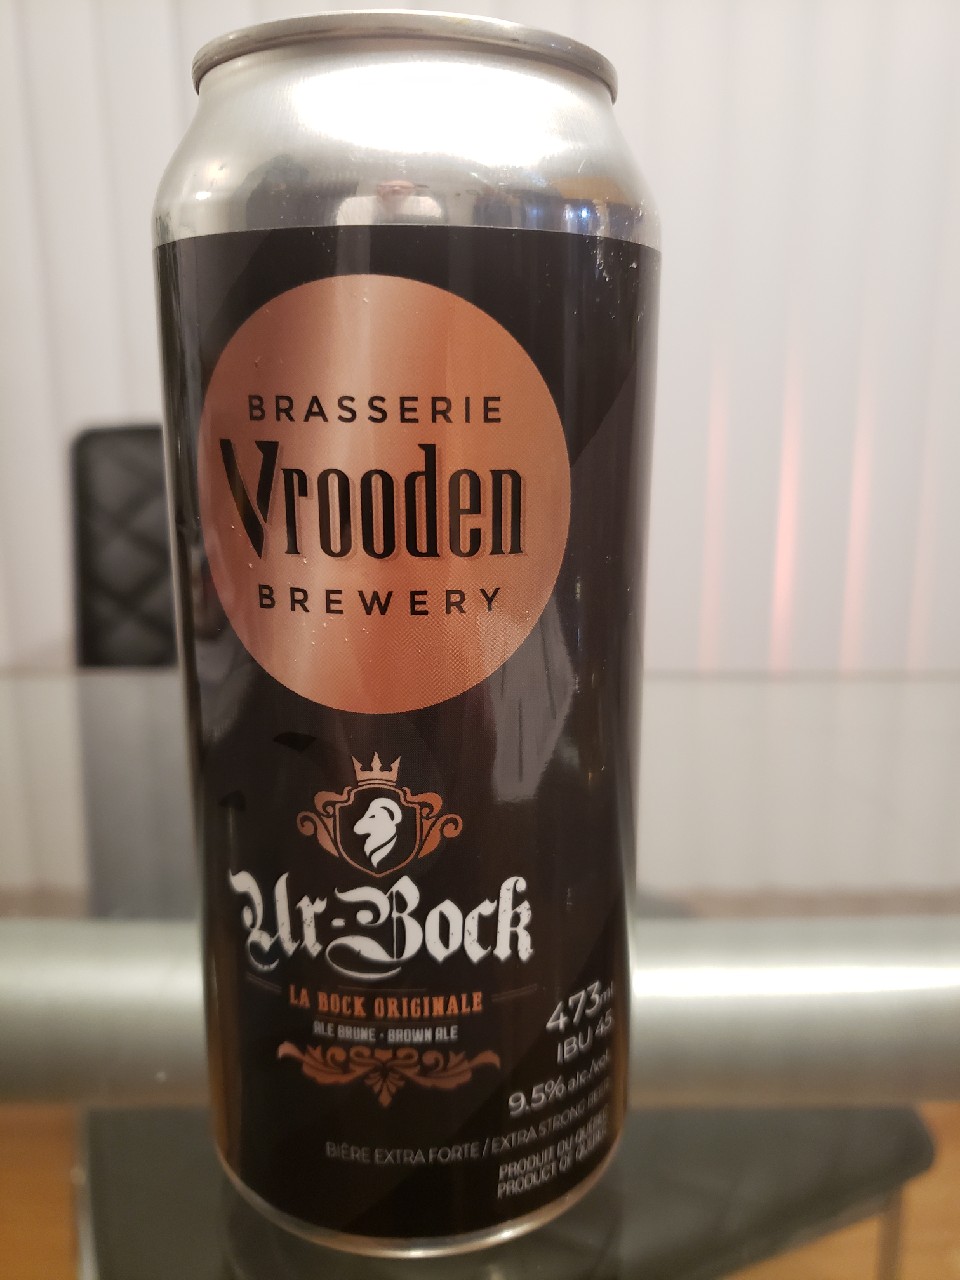 BRASSERIE
Vrooden
BREWERY
Ur-Bock
LA BOCK ORIGINALE
ALE BRUNE • BROWN ALE
473ml
IBU 45
9.5% alc./vol.
BIÈRE EXTRA FORTE / EXTRA STRONG BEER
PRODUIT DU QUÉBEC
PRODUCT OF QUÉBEC